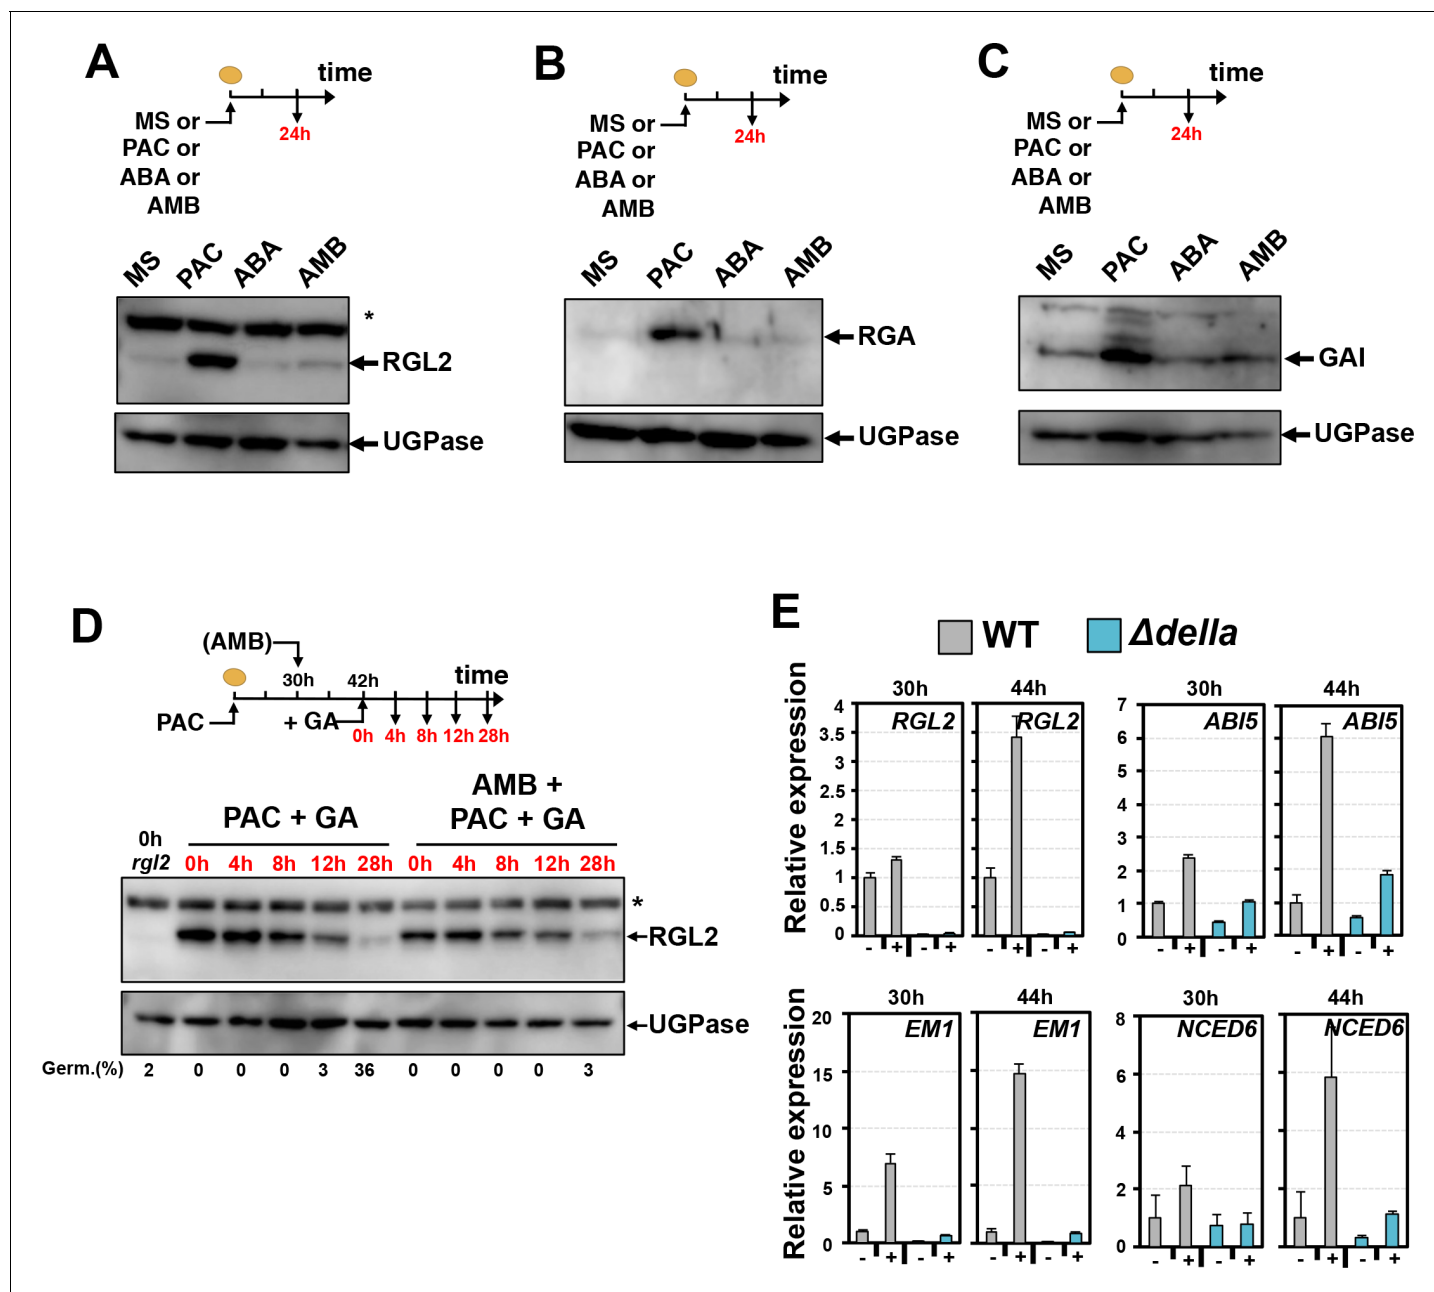 A
time
MS or
PAC or
ABA or
AMB
24h
MS PAC ABA AMB
*
RGL2
UGPase
B
time
MS or
PAC or
ABA or
AMB
24h
MS PAC ABA AMB
RGA
UGPase
C
time
MS or
PAC or
ABA or
AMB
24h
MS PAC ABA AMB
GAI
UGPase
D
(AMB)
30h 42h time
PAC + GA
0h 4h 8h 12h 28h
PAC + GA
AMB +
PAC + GA
0h
rgl2 0h 4h 8h 12h 28h 0h 4h 8h 12h 28h
*
RGL2
UGPase
Germ.(%) 2 0 0 0 3 36 0 0 0 0 3
E
WT Δdella
Relative expression
30h 44h
RGL2 RGL2
4
3.5
3
2.5
2
1.5
1
0.5
0
- + - + - + - +
30h 44h
ABI5 ABI5
7
6
5
4
3
2
1
0
- + - + - + - +
Relative expression
30h 44h
EM1 EM1
20
15
10
5
0
- + - + - + - +
30h 44h
NCED6 NCED6
8
6
4
2
0
- + - + - + - +